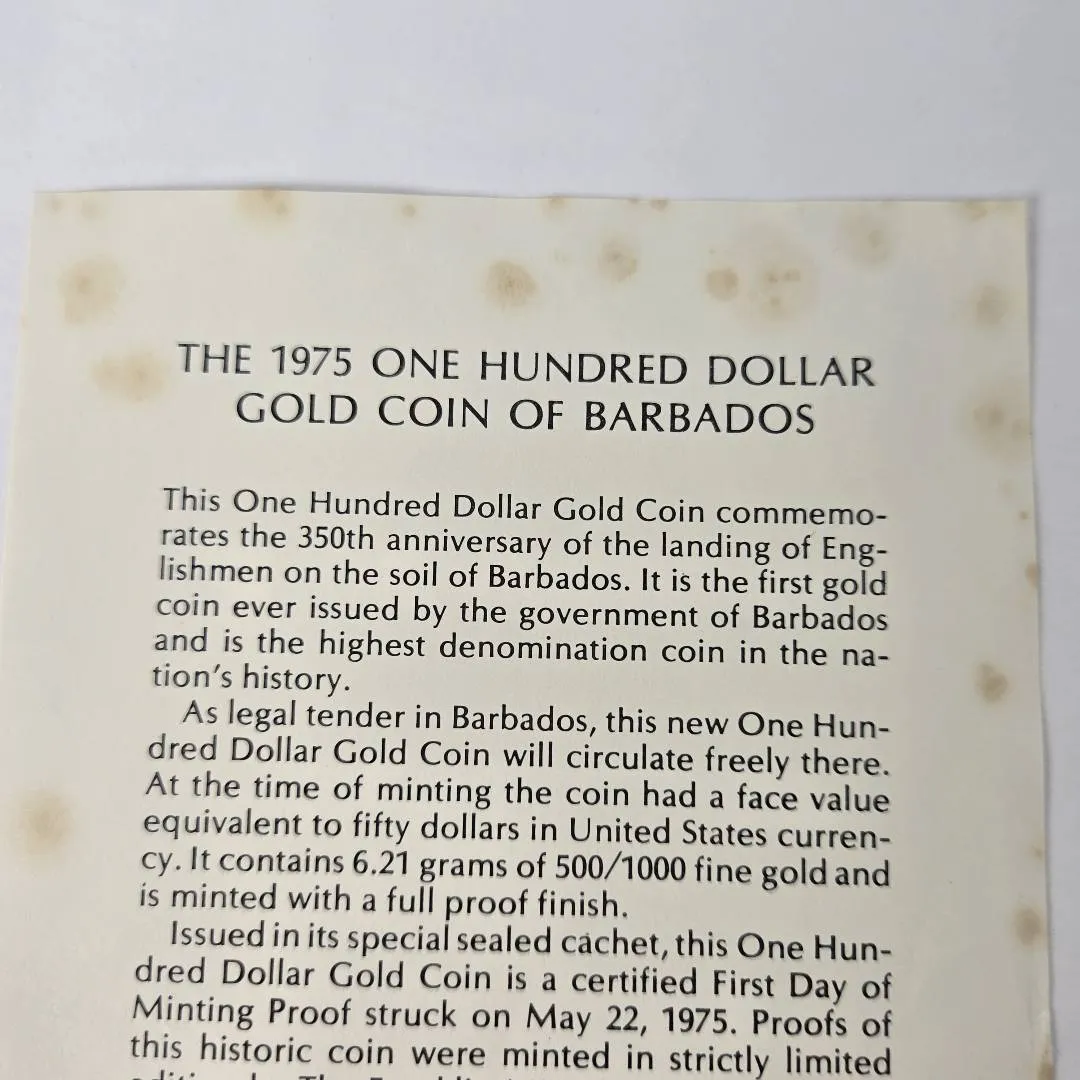 THE 1975 ONE HUNDRED DOLLAR
GOLD COIN OF BARBADOS
This One Hundred Dollar Gold Coin commemo-
rates the 350th anniversary of the landing of Eng-
lishmen on the soil of Barbados. It is the first gold
coin ever issued by the government of Barbados
and is the highest denomination coin in the na-
tion's history.
As legal tender in Barbados, this new One Hun-
dred Dollar Gold Coin will circulate freely there.
At the time of minting the coin had a face value
equivalent to fifty dollars in United States curren-
cy. It contains 6.21 grams of 500/1000 fine gold and
is minted with a full proof finish.
Issued in its special sealed cachet, this One Hun-
dred Dollar Gold Coin is a certified First Day of
Minting Proof struck on May 22, 1975. Proofs of
this historic coin were minted in strictly limited